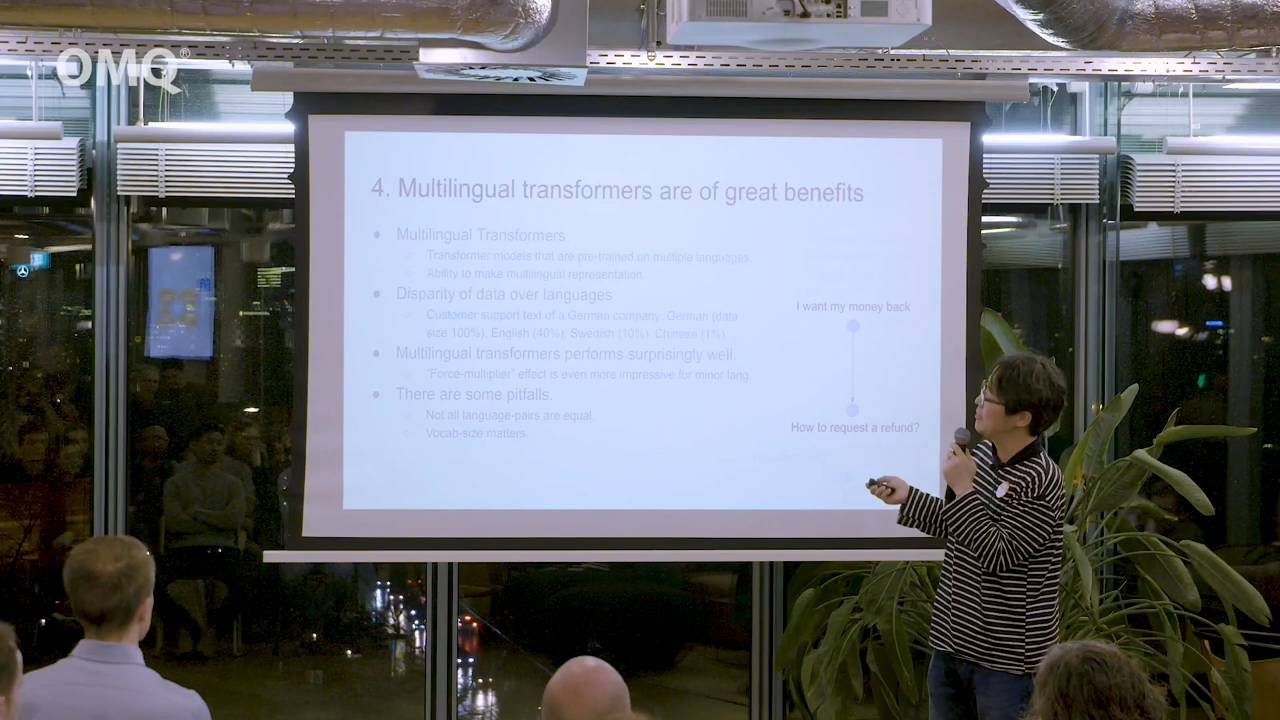 OMQ®
4. Multilingual transformers are of great benefits
Multilingual Transformers
Transformer models that are pre-trained on multiple languages.
Ability to make multilingual representation.
Disparity of data over languages
Customer support text of a German company: German (data
size 100%), English (40%), Swedish (10%), Chinese (1%)
Multilingual transformers performs surprisingly well.
"Force-multiplier" effect is even more impressive for minor lang.
There are some pitfalls.
Not all language-pairs are equal.
Vocab-size matters.
I want my money back
How to request a refund?